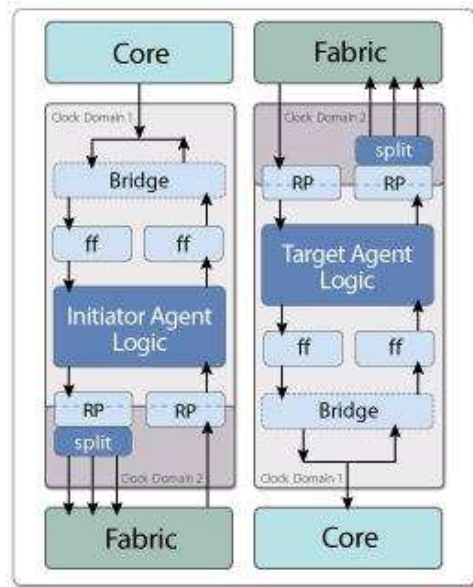 Core
Clock Domain 1
Bridge
ff
ff
Initiator Agent
Logic
RP
RP
split
Clock Domain 2
Fabric
Fabric
Clock Domain 2
split
RP
RP
Target Agent
Logic
ff
ff
Bridge
Clock Domain 1
Core